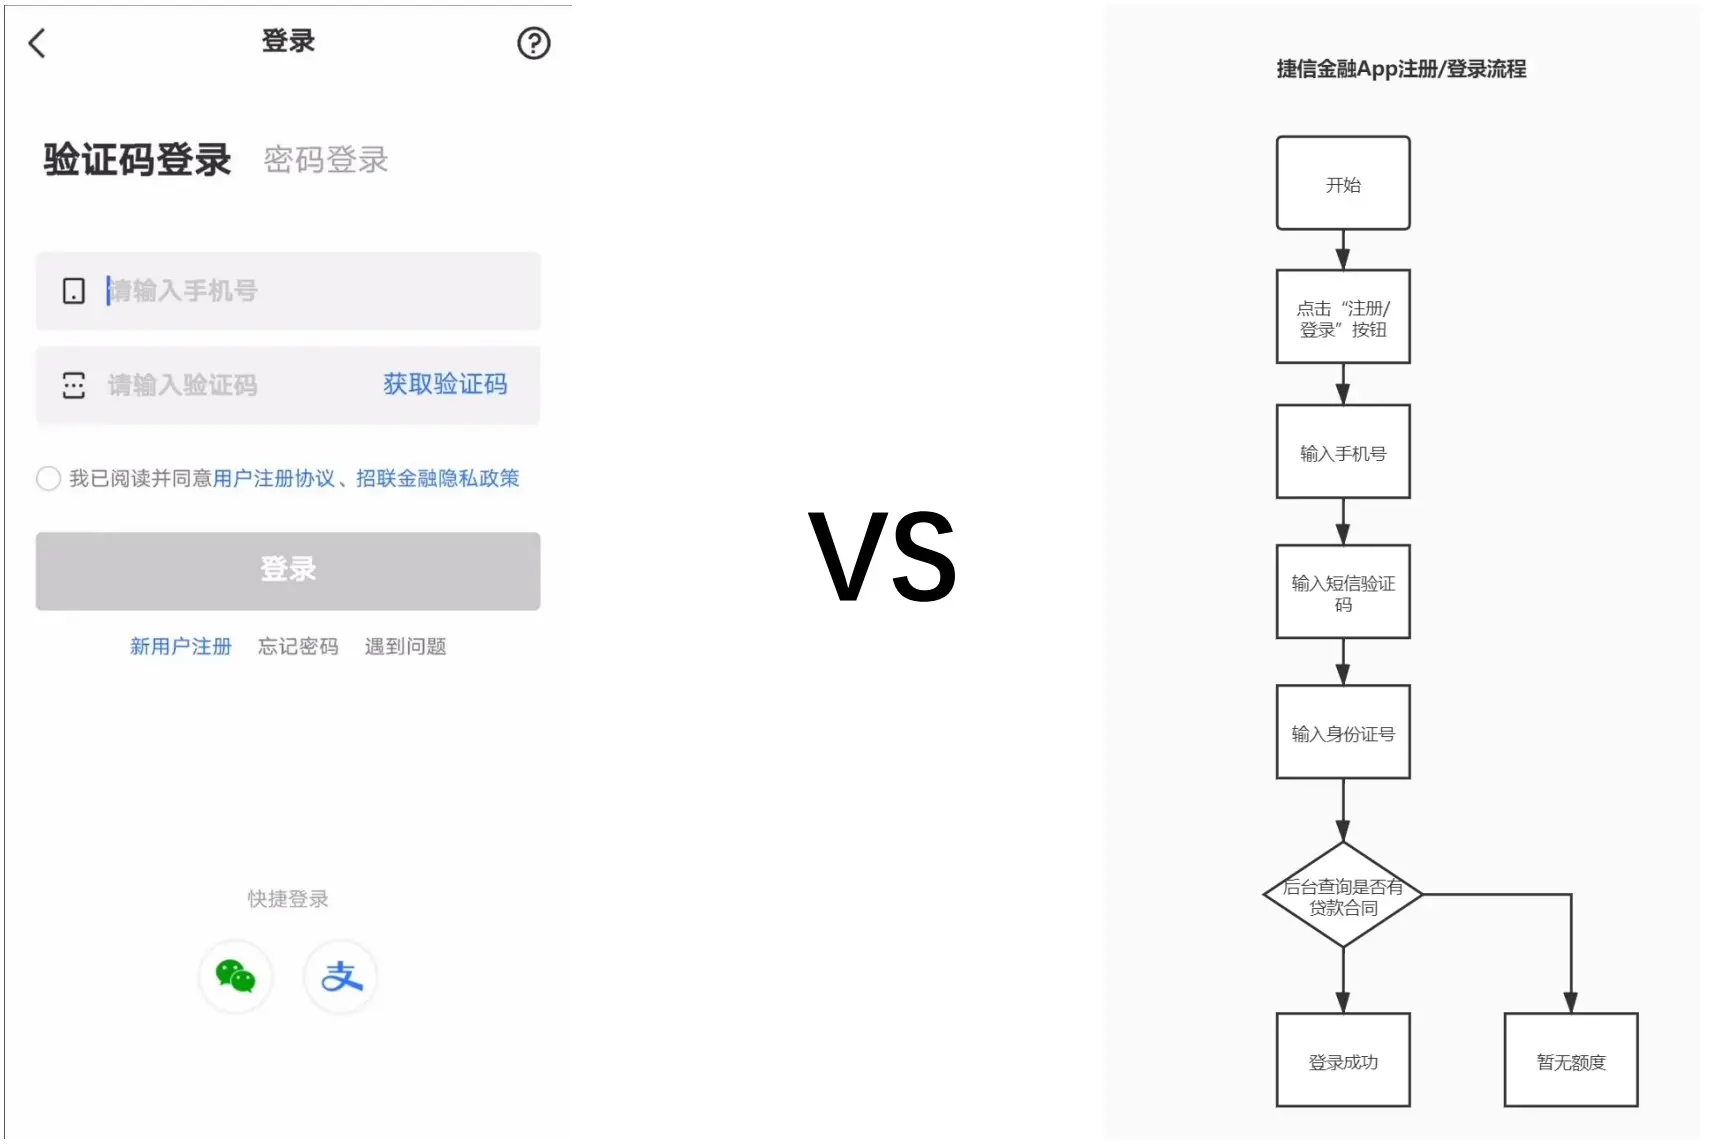 登录
验证码登录 密码登录
请输入手机号
请输入验证码 获取验证码
我已阅读并同意用户注册协议、招联金融隐私政策
登录
新用户注册 忘记密码 遇到问题
快捷登录
支
VS
捷信金融App注册/登录流程
开始
点击“注册/
登录”按钮
输入手机号
输入短信验证
码
输入身份证号
后台查询是否有
贷款合同
登录成功
暂无额度